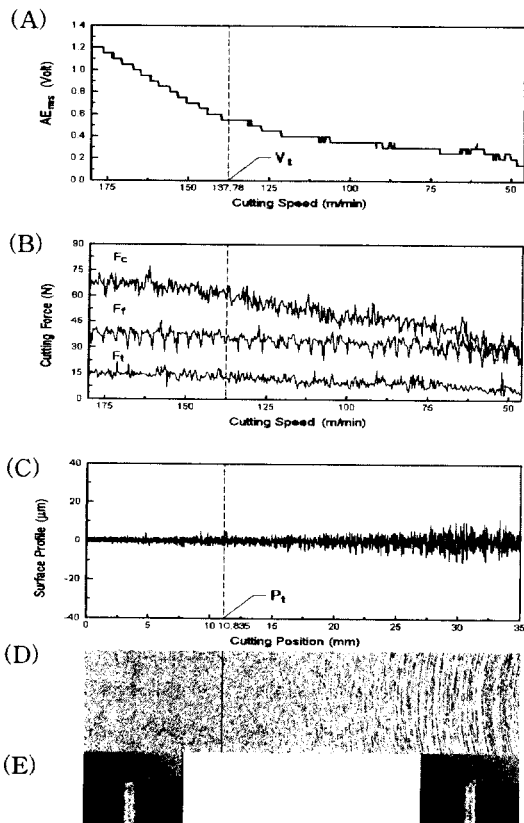 (A)
1.4
1.2
1.0
0.8
0.6
0.4
0.2
0.0
AErms (Volt)
Vt
175
150
137.78
125
100
75
50
Cutting Speed (m/min)
(B)
90
75
60
45
30
15
0
Cutting Force (N)
Fc
Ff
Ft
175
150
125
100
75
50
Cutting Speed (m/min)
(C)
40
20
0
-20
-40
Surface Profile (μm)
Pt
0
5
10
10.835
15
20
25
30
35
Cutting Position (mm)
(D)
(E)